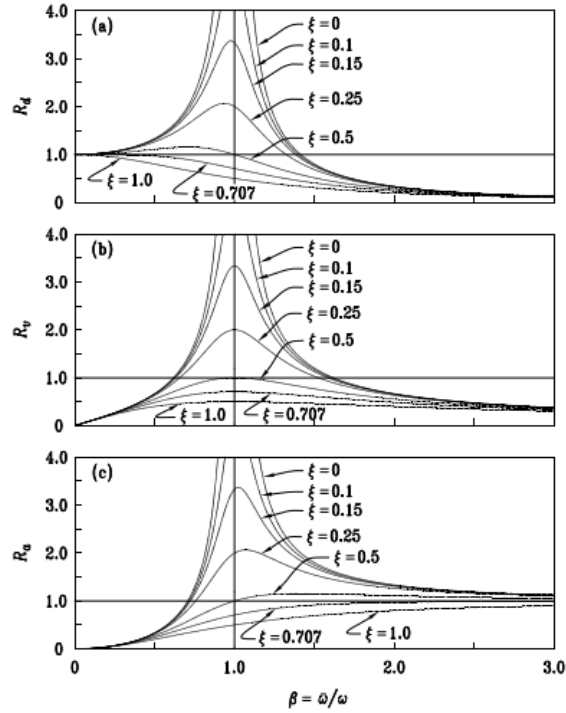 4.0
(a)
ξ = 0
ξ = 0.1
3.0
ξ = 0.15
R_d
2.0
ξ = 0.25
ξ = 0.5
1.0
ξ = 1.0
ξ = 0.707
0
4.0
(b)
ξ = 0
ξ = 0.1
3.0
ξ = 0.15
R_v
ξ = 0.25
2.0
ξ = 0.5
1.0
ξ = 1.0
ξ = 0.707
0
4.0
(c)
ξ = 0
ξ = 0.1
3.0
ξ = 0.15
R_a
ξ = 0.25
2.0
ξ = 0.5
1.0
ξ = 0.707
ξ = 1.0
0
0 1.0 2.0 3.0
β = ω̄/ω